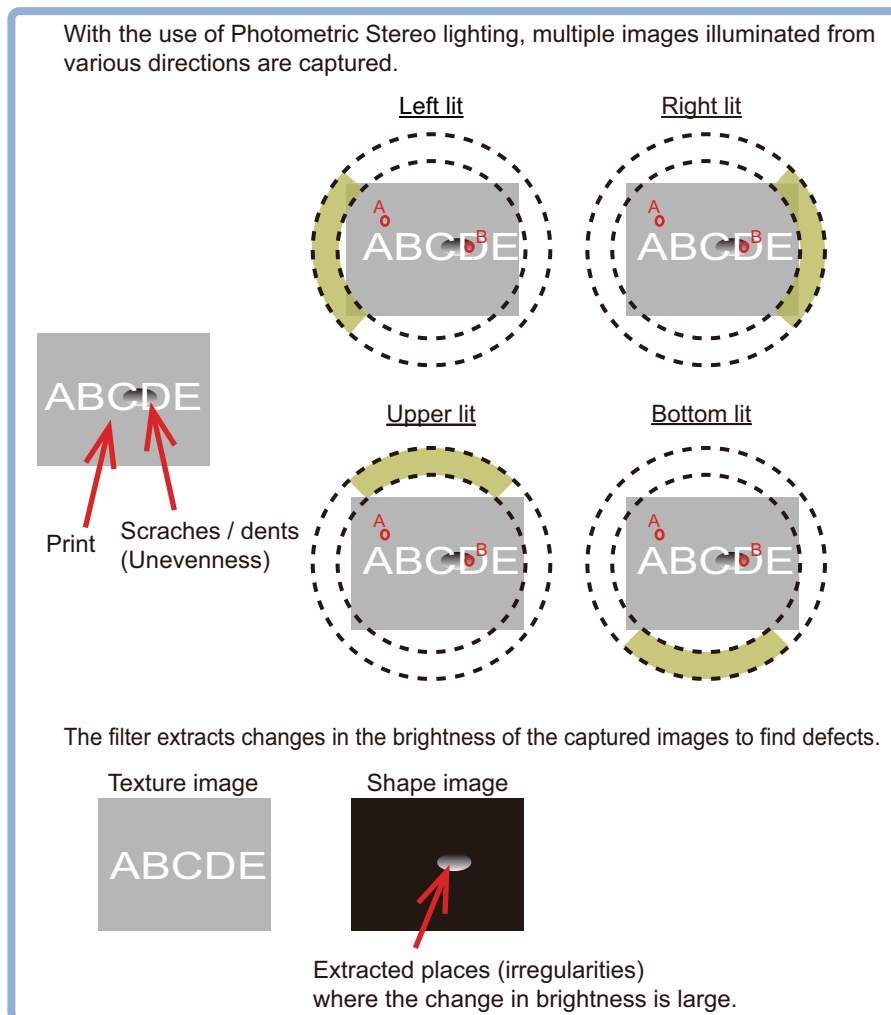 With the use of Photometric Stereo lighting, multiple images illuminated from
various directions are captured.
Left lit
Right lit
A
ABCDE
B
A
ABCDE
B
ABCDE
Print
Scraches / dents
(Unevenness)
Upper lit
Bottom lit
A
ABCDE
B
A
ABCDE
B
The filter extracts changes in the brightness of the captured images to find defects.
Texture image
Shape image
ABCDE
Extracted places (irregularities)
where the change in brightness is large.